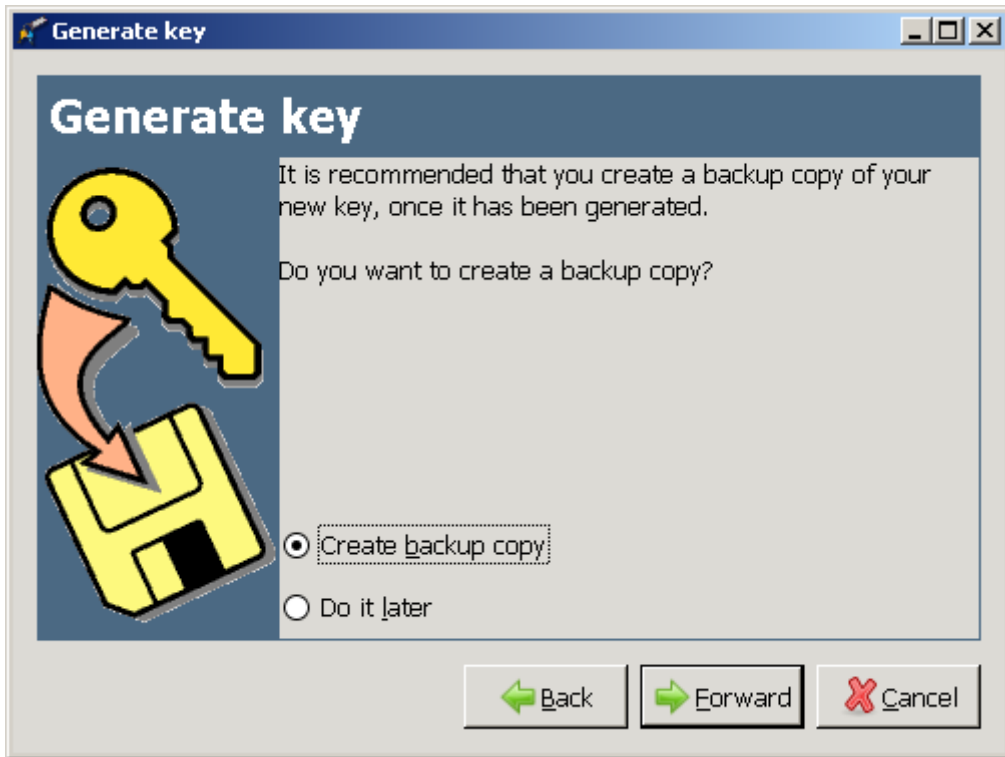 Generate key
Generate key
It is recommended that you create a backup copy of your
new key, once it has been generated.
Do you want to create a backup copy?
Create backup copy
Do it later
Back
Forward
Cancel